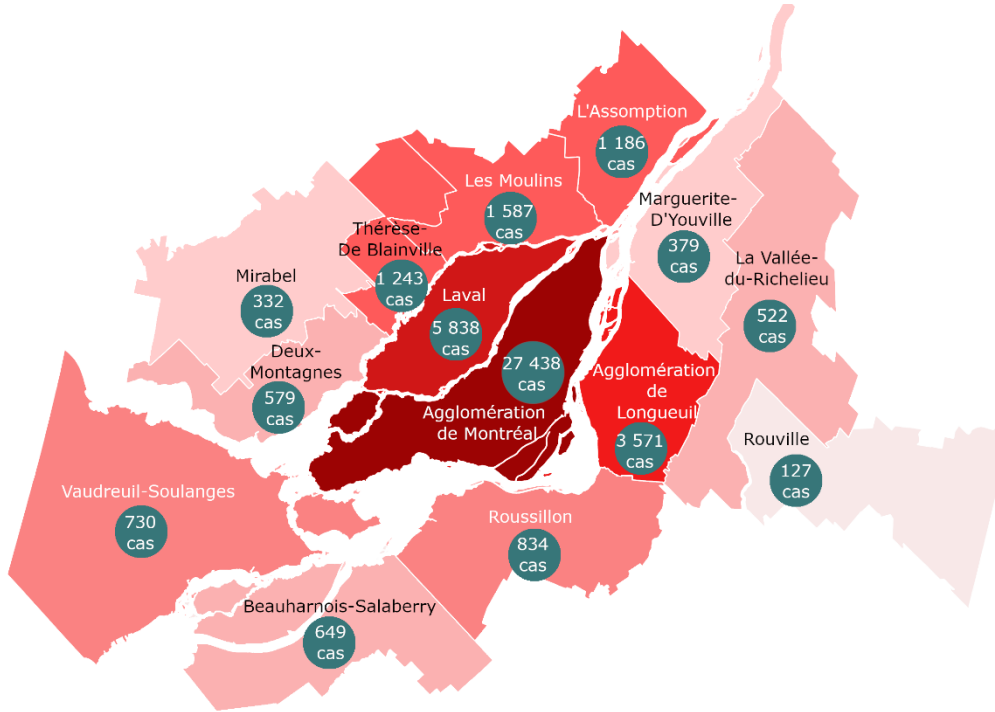 L'Assomption
1 186
cas
Les Moulins
1 587
cas
Marguerite-
D'Youville
379
cas
Thérèse-
De Blainville
1 243
cas
La Vallée-
du-Richelieu
522
cas
Mirabel
332
cas
Laval
5 838
cas
Deux-
Montagnes
579
cas
27 438
cas
Agglomération
de Montréal
Agglomération
de
Longueuil
3 571
cas
Rouville
127
cas
Vaudreuil-Soulanges
730
cas
Roussillon
834
cas
Beauharnois-Salaberry
649
cas